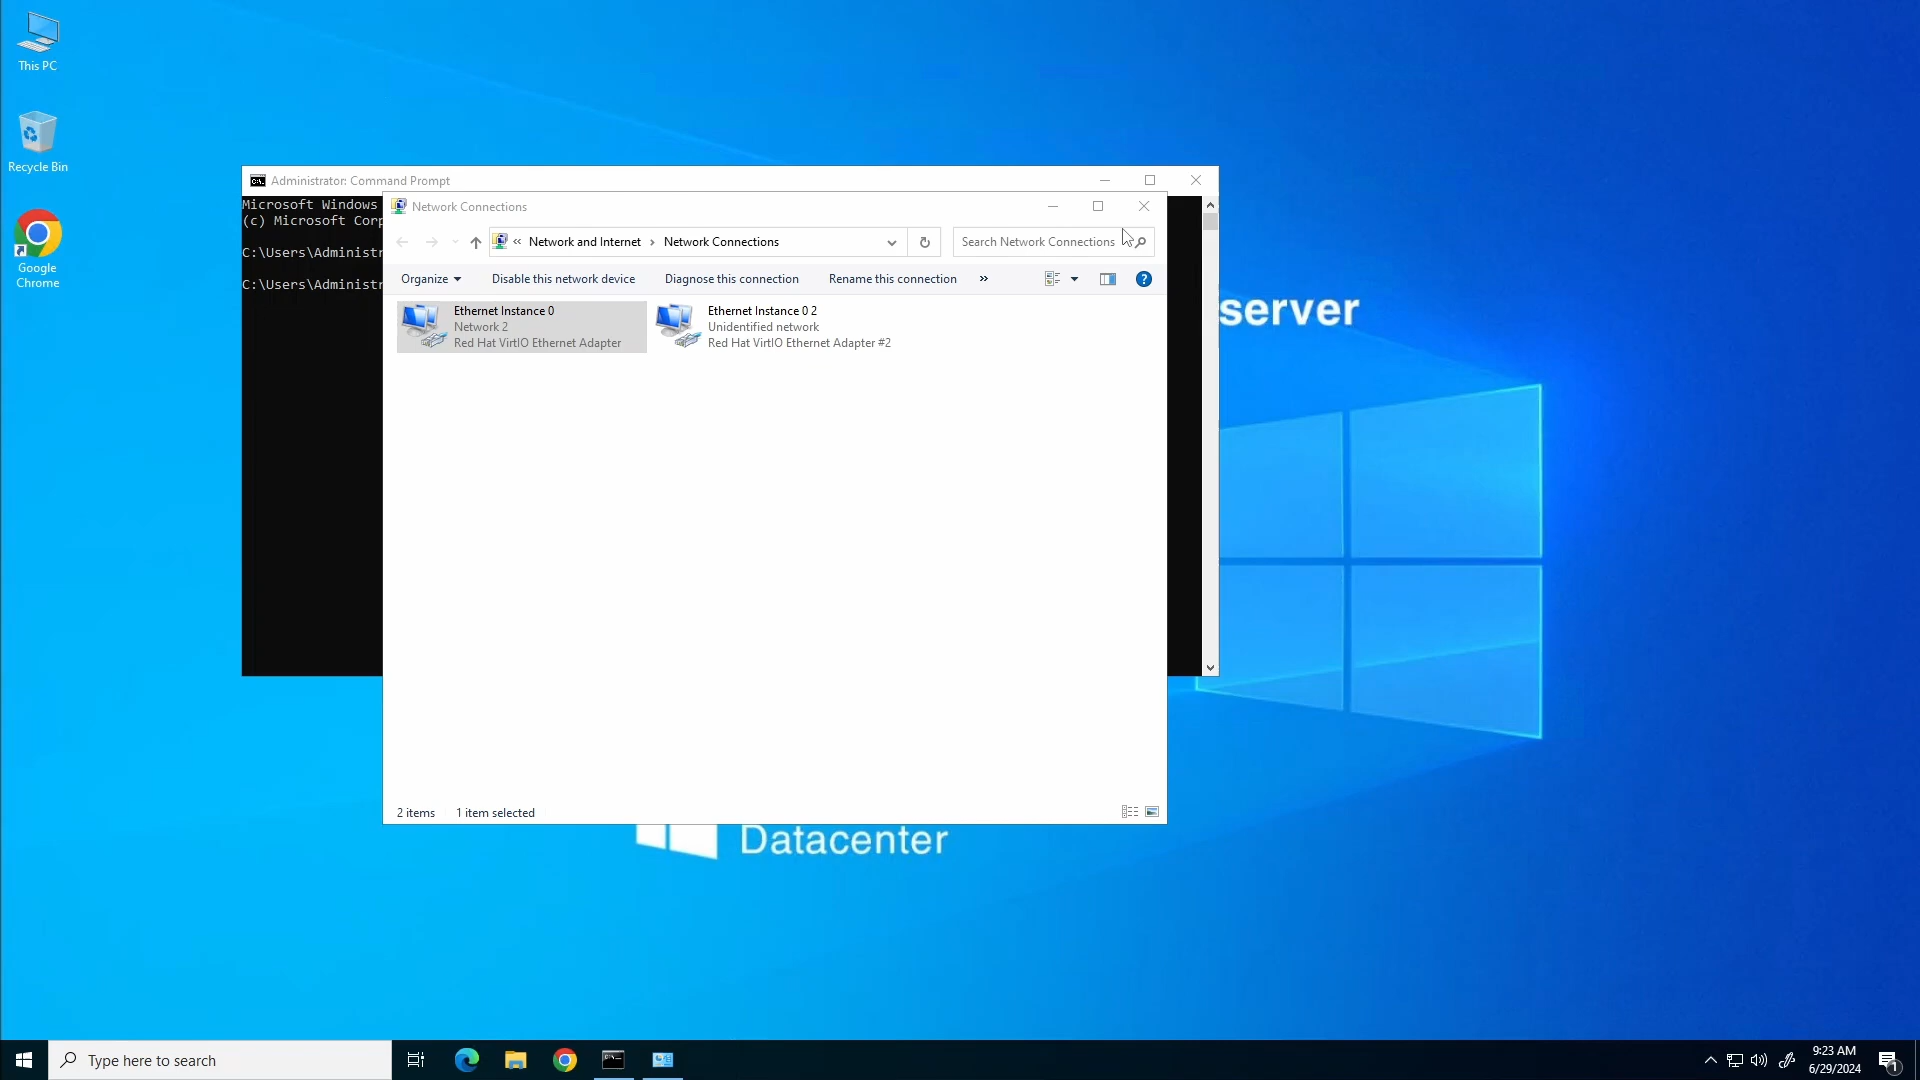 This PC
Recycle Bin
Google
Chrome
Administrator: Command Prompt
Microsoft Windows
(c) Microsoft Corp
C:\Users\Administr
C:\Users\Administr
Network Connections
« Network and Internet › Network Connections
Search Network Connections
Organize
Disable this network device
Diagnose this connection
Rename this connection
»
Ethernet Instance 0
Network 2
Red Hat VirtIO Ethernet Adapter
Ethernet Instance 0 2
Unidentified network
Red Hat VirtIO Ethernet Adapter #2
2 items
1 item selected
server
Datacenter
Type here to search
9:23 AM
6/29/2024
1